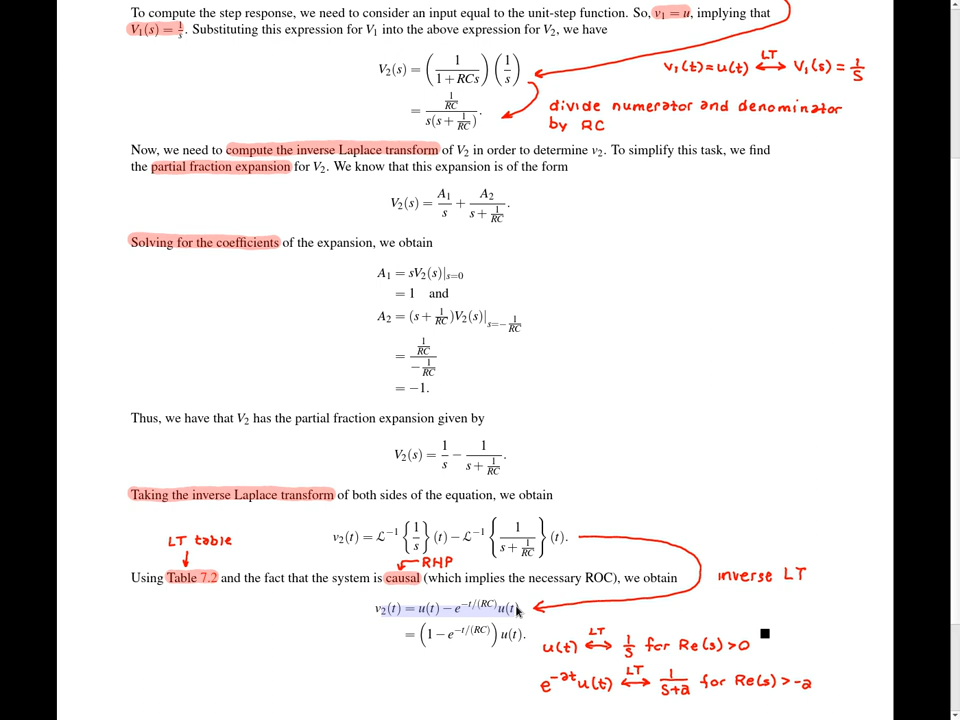 To compute the step response, we need to consider an input equal to the unit-step function. So, v₁ = u, implying that
V₁(s) = 1/s. Substituting this expression for V₁ into the above expression for V₂, we have
V₂(s) = (1/(1+RCs)) (1/s)
v₁(t) = u(t) ⟷ LT V₁(s) = 1/s
= (1/RC)/(s(s + 1/RC)).
divide numerator and denominator
by RC
Now, we need to compute the inverse Laplace transform of V₂ in order to determine v₂. To simplify this task, we find
the partial fraction expansion for V₂. We know that this expansion is of the form
V₂(s) = A₁/s + A₂/(s + 1/RC).
Solving for the coefficients of the expansion, we obtain
A₁ = sV₂(s)|ₛ₌₀
= 1 and
A₂ = (s + 1/RC)V₂(s)|_{s=−1/RC}
= (1/RC)/(−1/RC)
= −1.
Thus, we have that V₂ has the partial fraction expansion given by
V₂(s) = 1/s − 1/(s + 1/RC).
Taking the inverse Laplace transform of both sides of the equation, we obtain
v₂(t) = ℒ⁻¹{1/s}(t) − ℒ⁻¹{1/(s + 1/RC)}(t).
LT table
RHP
Using Table 7.2 and the fact that the system is causal (which implies the necessary ROC), we obtain
inverse LT
v₂(t) = u(t) − e^{−t/(RC)}u(t)
= (1 − e^{−t/(RC)}) u(t).
u(t) ⟷ LT 1/s for Re(s) > 0
e^{−at}u(t) ⟷ LT 1/(s+a) for Re(s) > −a